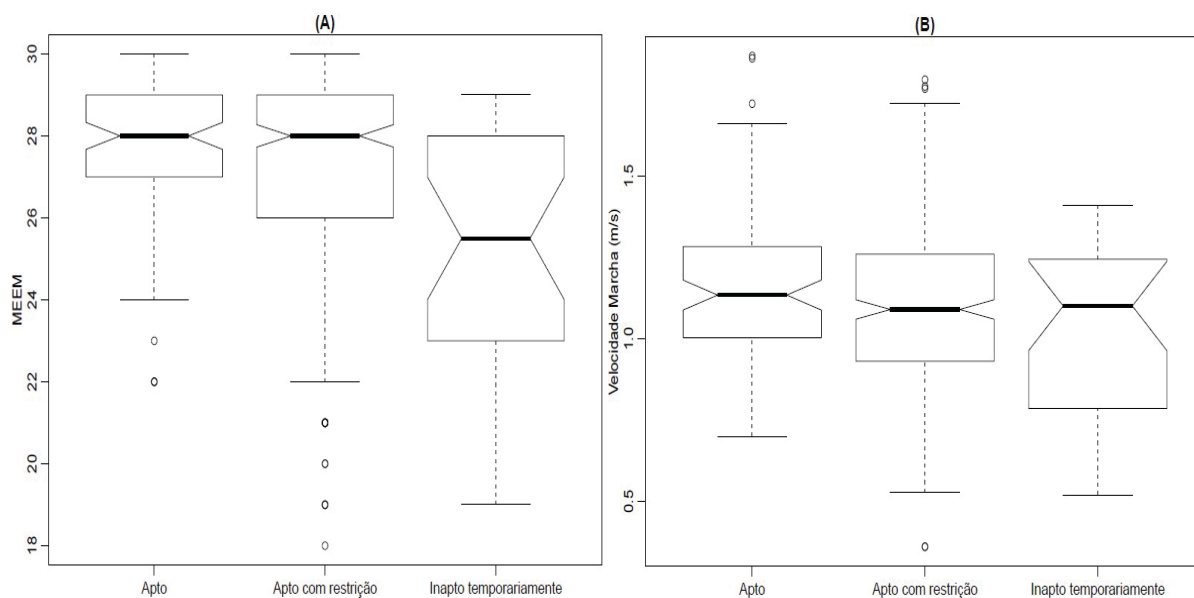 (A)
30
28
26
24
22
20
18
MEEM
Apto
Apto com restrição
Inapto temporariamente
(B)
1.5
1.0
0.5
Velocidade Marcha (m/s)
Apto
Apto com restrição
Inapto temporariamente